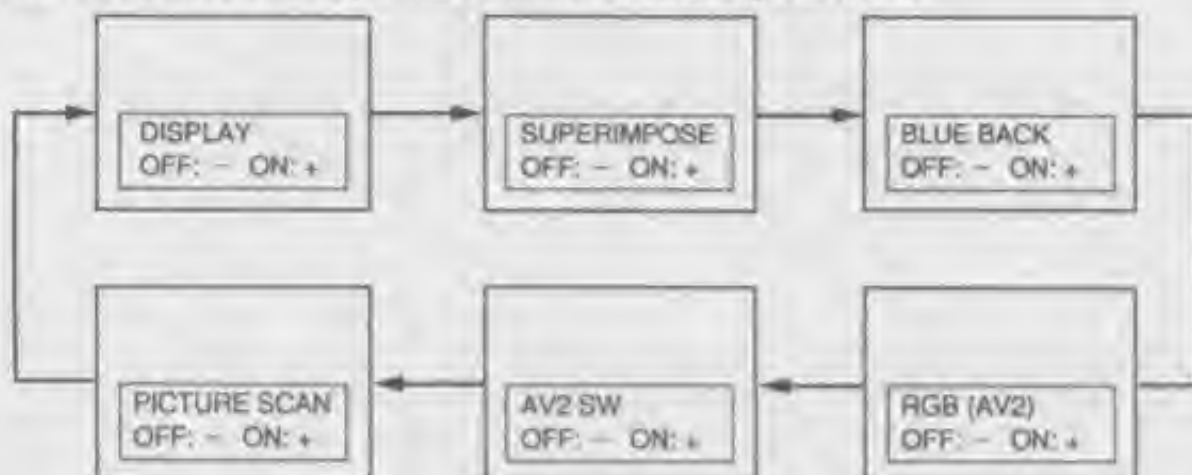 DISPLAY
OFF: - ON: +
SUPERIMPOSE
OFF: - ON: +
BLUE BACK
OFF: - ON: +
PICTURE SCAN
OFF: - ON: +
AV2 SW
OFF: - ON: +
RGB (AV2)
OFF: - ON: +